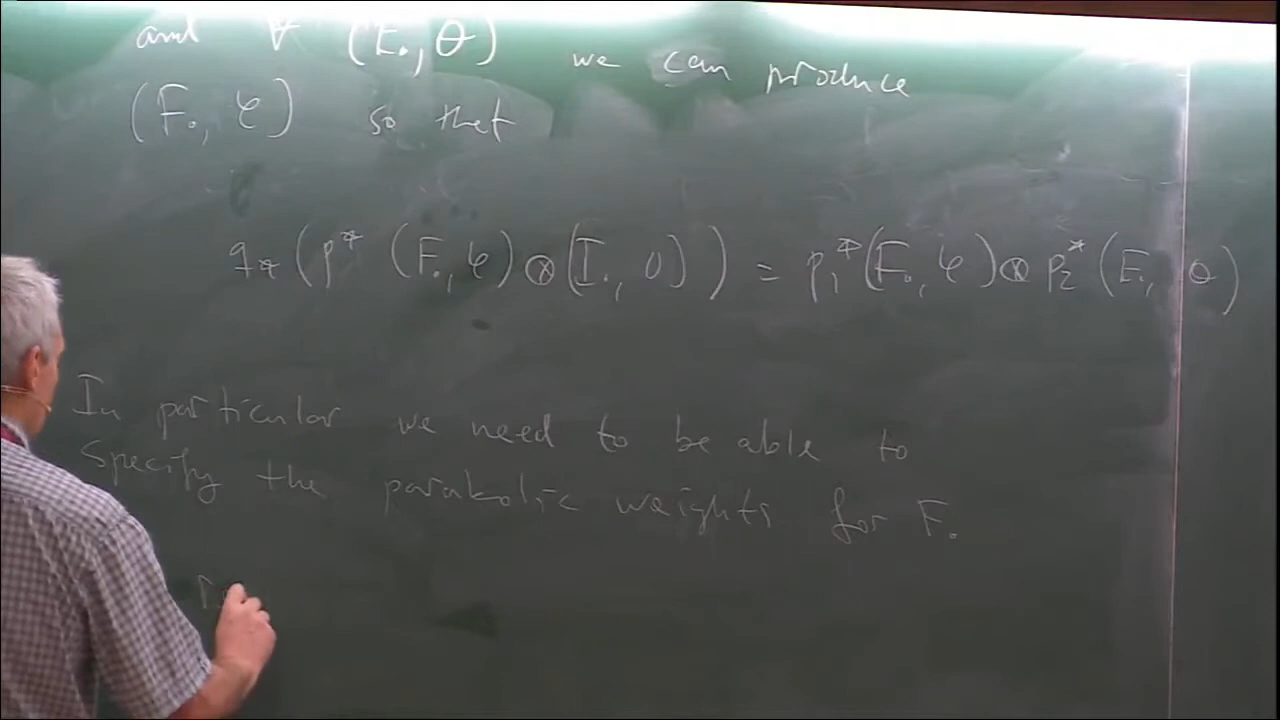 and ∀ (E., θ) we can produce
(F., φ) so that
q* (p* (F., φ) ⊗ (I., 0)) = p₁* (F., φ) ⊗ p₂* (E., θ)
In particular we need to be able to
specify the parabolic weights for F.